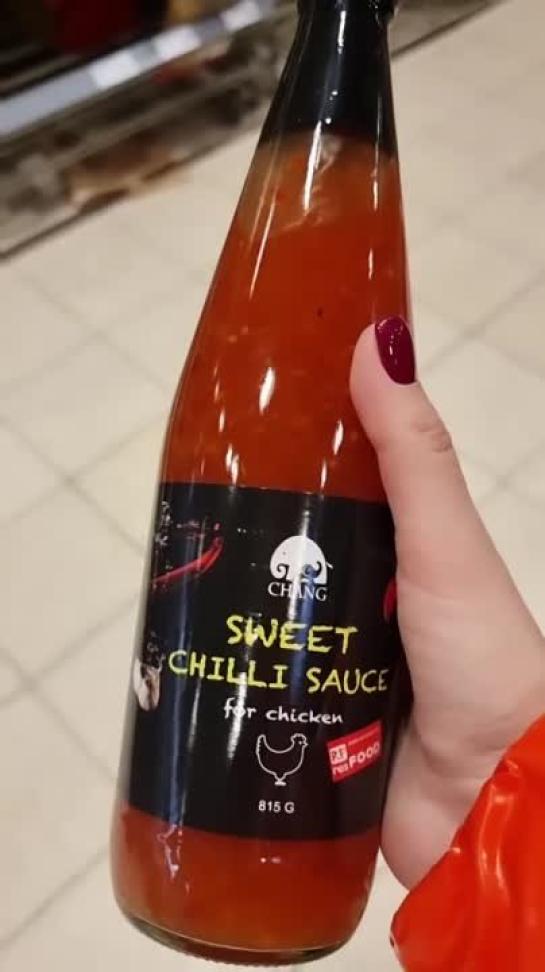 CHANG
SWEET
CHILLI SAUCE
for chicken
FOOD
815 G